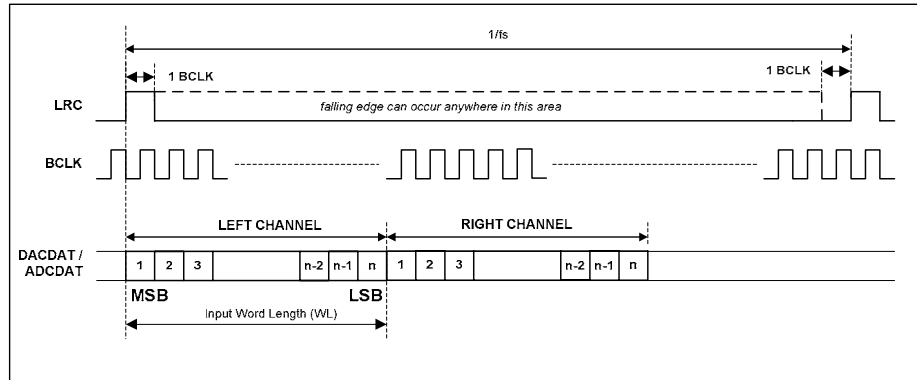 1/fs
1 BCLK
1 BCLK
LRC
falling edge can occur anywhere in this area
BCLK
LEFT CHANNEL
RIGHT CHANNEL
DACDAT /
ADCDAT
1 2 3 n-2 n-1 n 1 2 3 n-2 n-1 n
MSB LSB
Input Word Length (WL)